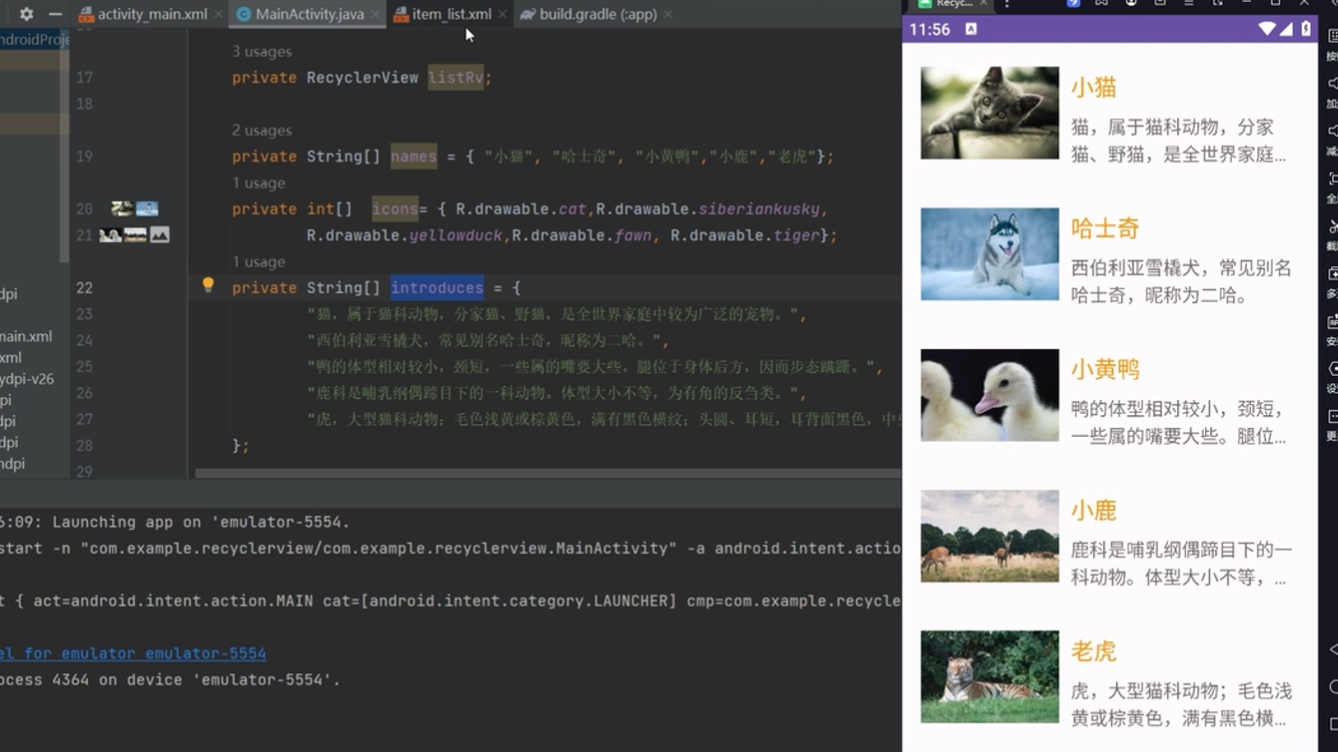 activity_main.xml
MainActivity.java
item_list.xml
build.gradle (:app)
ndroidProje
3 usages
17 private RecyclerView listRv;
18
2 usages
19 private String[] names = { "小猫", "哈士奇", "小黄鸭","小鹿","老虎"};
1 usage
20 private int[] icons= { R.drawable.cat,R.drawable.siberiankusky,
21 R.drawable.yellowduck,R.drawable.fawn, R.drawable.tiger};
1 usage
22 private String[] introduces = {
23 "猫，属于猫科动物，分家猫、野猫，是全世界家庭中较为广泛的宠物。",
24 "西伯利亚雪橇犬，常见别名哈士奇，昵称为二哈。",
25 "鸭的体型相对较小，颈短，一些属的嘴要大些。腿位于身体后方，因而步态蹒跚。",
26 "鹿科是哺乳纲偶蹄目下的一科动物。体型大小不等，为有角的反刍类。",
27 "虎，大型猫科动物；毛色浅黄或棕黄色，满有黑色横纹；头圆、耳短，耳背面黑色，中
28 };
29
dpi
main.xml
xml
ydpi-v26
pi
dpi
dpi
ndpi
6:09: Launching app on 'emulator-5554.
start -n "com.example.recyclerview/com.example.recyclerview.MainActivity" -a android.intent.actio
t { act=android.intent.action.MAIN cat=[android.intent.category.LAUNCHER] cmp=com.example.recycle
el for emulator emulator-5554
ocess 4364 on device 'emulator-5554'.
Recyc...
11:56
小猫
猫，属于猫科动物，分家
猫、野猫，是全世界家庭...
哈士奇
西伯利亚雪橇犬，常见别名
哈士奇，昵称为二哈。
小黄鸭
鸭的体型相对较小，颈短，
一些属的嘴要大些。腿位...
小鹿
鹿科是哺乳纲偶蹄目下的一
科动物。体型大小不等，...
老虎
虎，大型猫科动物；毛色浅
黄或棕黄色，满有黑色横...